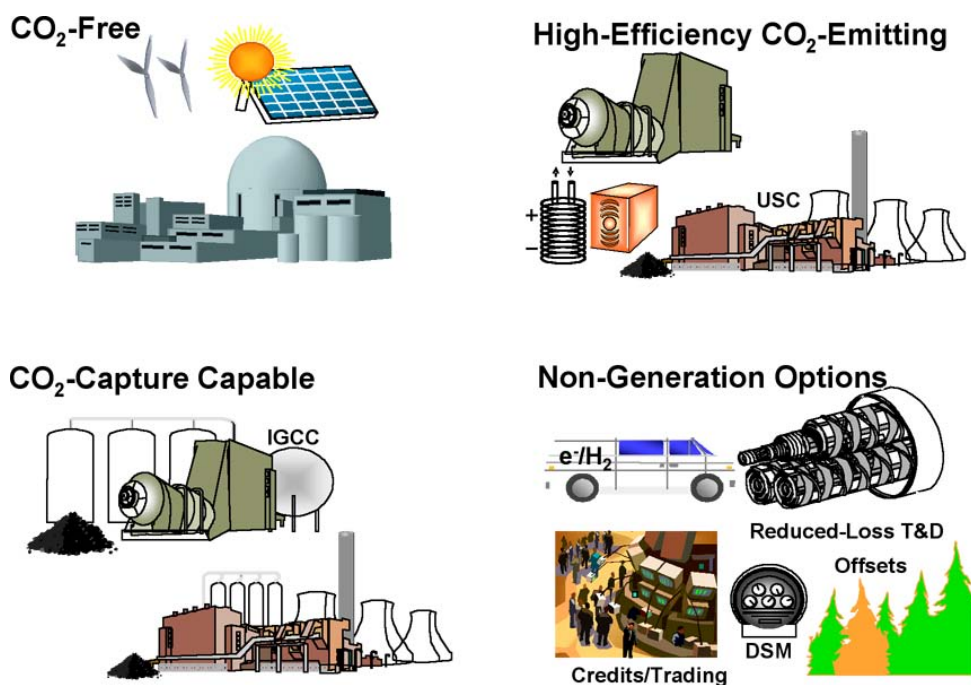 CO₂-Free
High-Efficiency CO₂-Emitting
USC
+
−
CO₂-Capture Capable
IGCC
Non-Generation Options
e⁻/H₂
Reduced-Loss T&D
Offsets
DSM
Credits/Trading